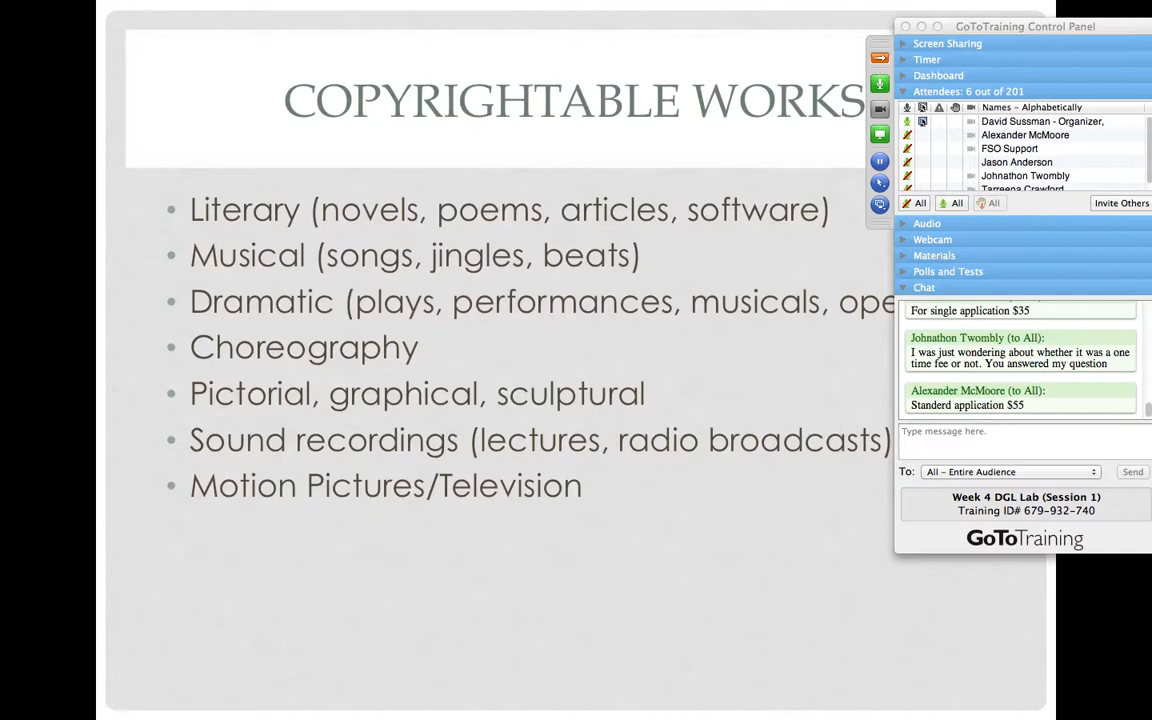 COPYRIGHTABLE WORKS
• Literary (novels, poems, articles, software)
• Musical (songs, jingles, beats)
• Dramatic (plays, performances, musicals, ope
• Choreography
• Pictorial, graphical, sculptural
• Sound recordings (lectures, radio broadcasts)
• Motion Pictures/Television
GoToTraining Control Panel
Screen Sharing
Timer
Dashboard
Attendees: 6 out of 201
Names - Alphabetically
David Sussman - Organizer,
Alexander McMoore
FSO Support
Jason Anderson
Johnathon Twombly
Tarreena Crawford
All All All Invite Others
Audio
Webcam
Materials
Polls and Tests
Chat
For single application $35
Johnathon Twombly (to All):
I was just wondering about whether it was a one
time fee or not. You answered my question
Alexander McMoore (to All):
Standerd application $55
Type message here.
To: All - Entire Audience Send
Week 4 DGL Lab (Session 1)
Training ID# 679-932-740
GoToTraining